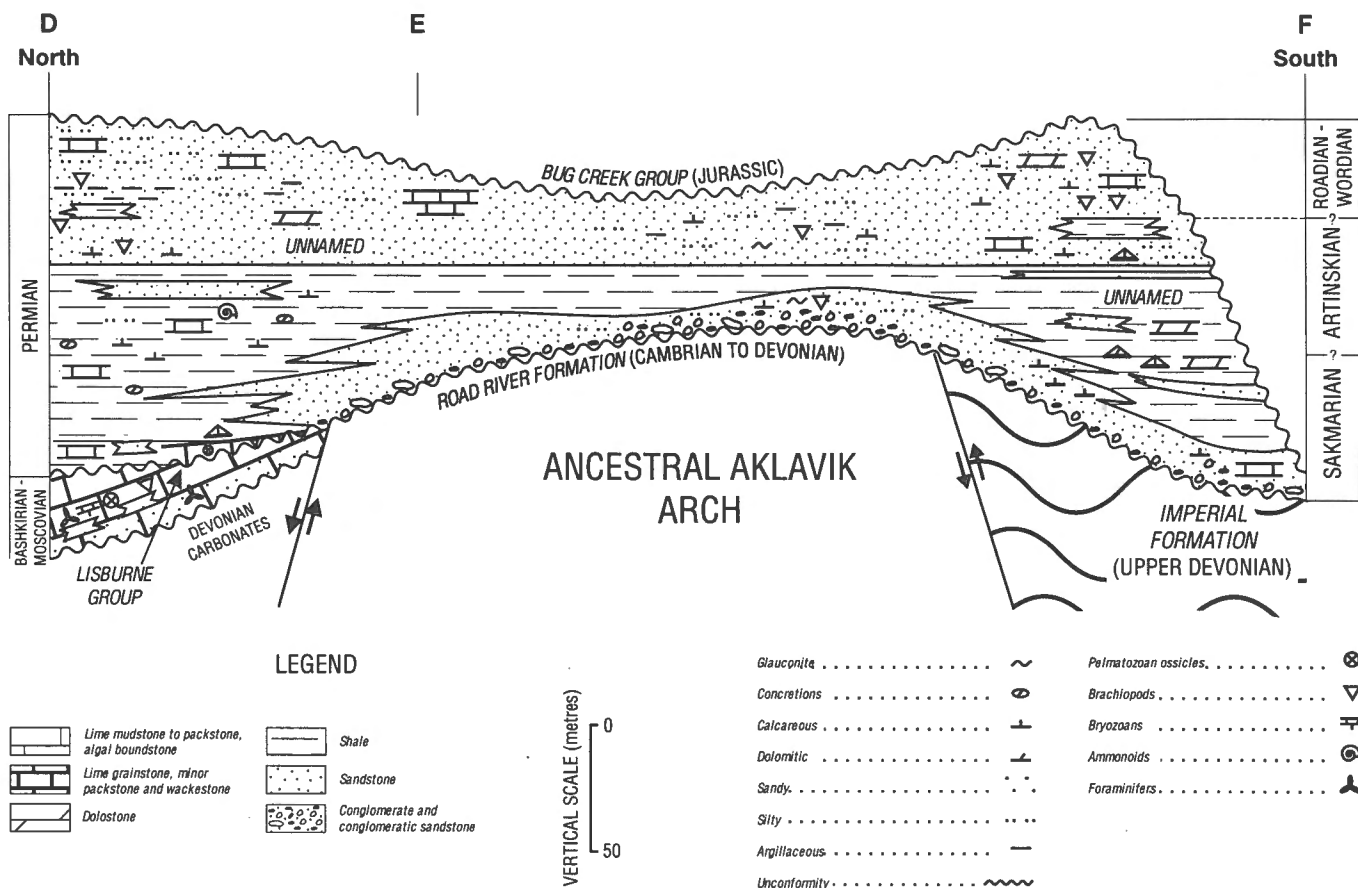 D
North
E
F
South
BUG CREEK GROUP (JURASSIC)
UNNAMED
UNNAMED
PERMIAN
BASHKIRIAN -
MOSCOVIAN
ROADIAN -
WORDIAN
?
ARTINSKIAN
?
SAKMARIAN
ROAD RIVER FORMATION (CAMBRIAN TO DEVONIAN)
ANCESTRAL AKLAVIK
ARCH
DEVONIAN
CARBONATES
LISBURNE
GROUP
IMPERIAL
FORMATION
(UPPER DEVONIAN)
LEGEND
Lime mudstone to packstone,
algal boundstone
Lime grainstone, minor
packstone and wackestone
Dolostone
Shale
Sandstone
Conglomerate and
conglomeratic sandstone
VERTICAL SCALE (metres)
0
50
Glauconite
Concretions
Calcareous
Dolomitic
Sandy
Silty
Argillaceous
Unconformity
Pelmatozoan ossicles
Brachiopods
Bryozoans
Ammonoids
Foraminifers